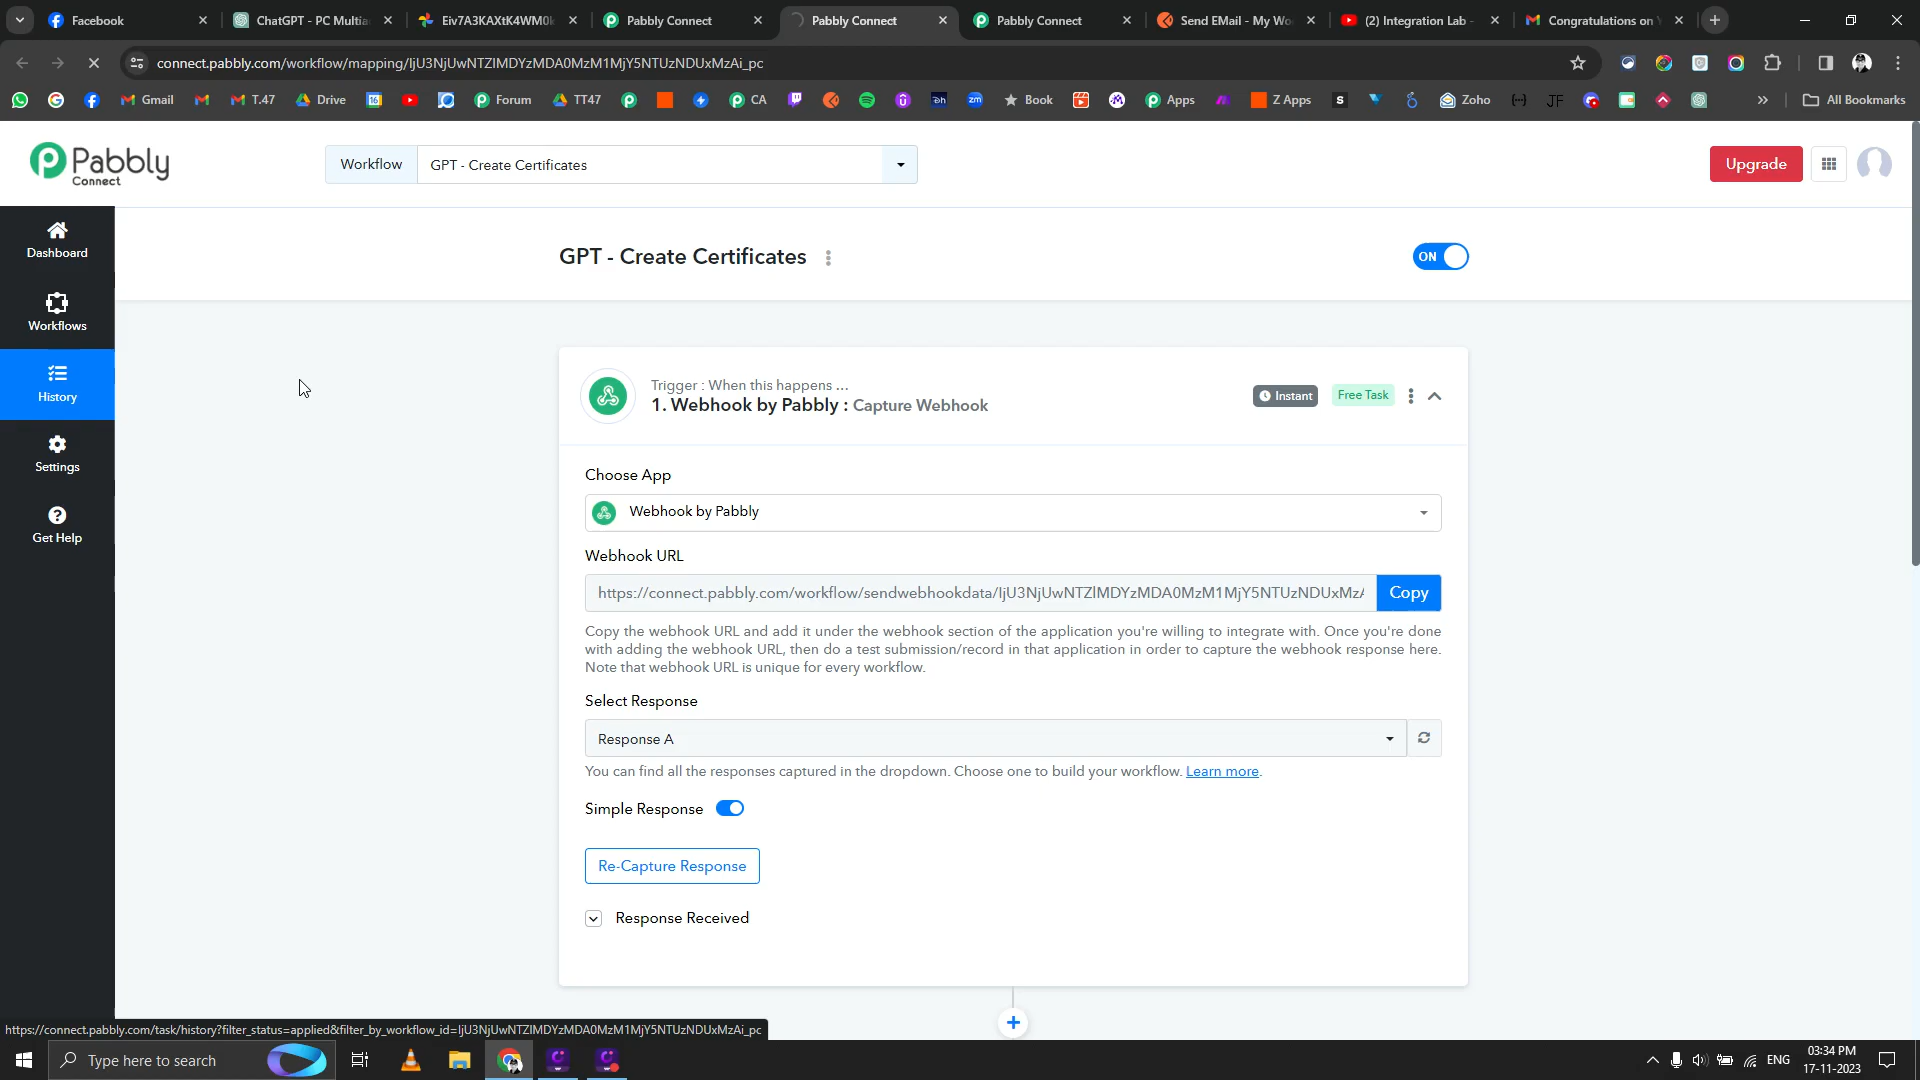 Facebook
ChatGPT - PC Multia
Eiv7A3KAXtK4WM0k
Pabbly Connect
Pabbly Connect
Pabbly Connect
Send EMail - My Wo
(2) Integration Lab -
Congratulations on Y
connect.pabbly.com/workflow/mapping/IjU3NjUwNTZlMDYzMDA0MzM1MjY5NTUzNDUxMzAi_pc
Gmail
T.47
Drive
Forum
TT47
CA
Book
Apps
Z Apps
Zoho
All Bookmarks
Pabbly
Connect
Workflow
GPT - Create Certificates
Upgrade
Dashboard
Workflows
History
Settings
Get Help
GPT - Create Certificates
ON
Trigger : When this happens ...
1. Webhook by Pabbly : Capture Webhook
Instant
Free Task
Choose App
Webhook by Pabbly
Webhook URL
https://connect.pabbly.com/workflow/sendwebhookdata/IjU3NjUwNTZlMDYzMDA0MzM1MjY5NTUzNDUxMzA
Copy
Copy the webhook URL and add it under the webhook section of the application you're willing to integrate with. Once you're done
with adding the webhook URL, then do a test submission/record in that application in order to capture the webhook response here.
Note that webhook URL is unique for every workflow.
Select Response
Response A
You can find all the responses captured in the dropdown. Choose one to build your workflow. Learn more.
Simple Response
Re-Capture Response
Response Received
https://connect.pabbly.com/task/history?filter_status=applied&filter_by_workflow_id=IjU3NjUwNTZlMDYzMDA0MzM1MjY5NTUzNDUxMzAi_pc
Type here to search
ENG
03:34 PM
17-11-2023